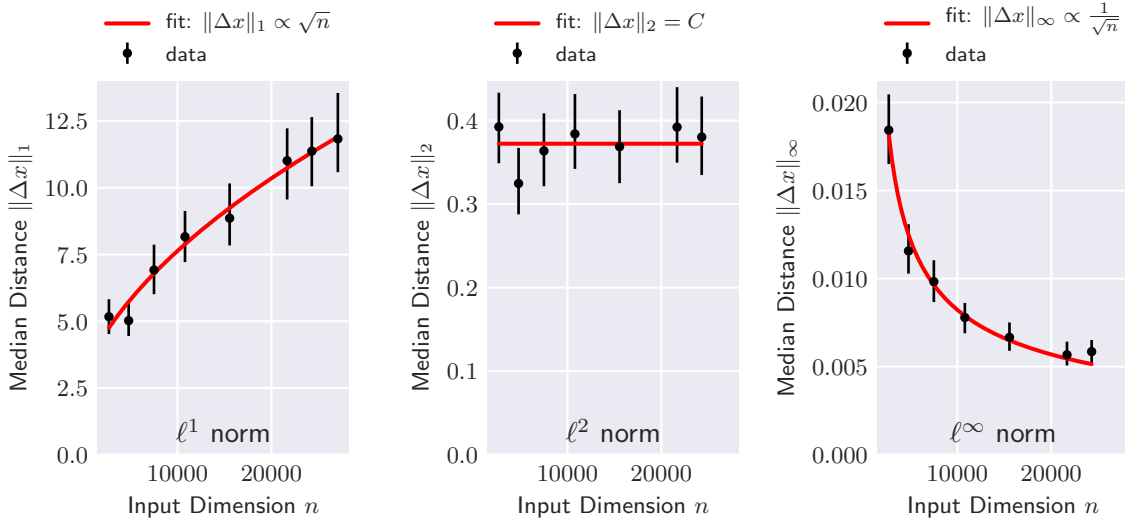 fit: ‖Δx‖₁ ∝ √n
data
Median Distance ‖Δx‖₁
12.5
10.0
7.5
5.0
2.5
0.0
ℓ¹ norm
10000 20000
Input Dimension n
fit: ‖Δx‖₂ = C
data
Median Distance ‖Δx‖₂
0.4
0.3
0.2
0.1
0.0
ℓ² norm
10000 20000
Input Dimension n
fit: ‖Δx‖∞ ∝ 1/√n
data
Median Distance ‖Δx‖∞
0.020
0.015
0.010
0.005
0.000
ℓ∞ norm
10000 20000
Input Dimension n